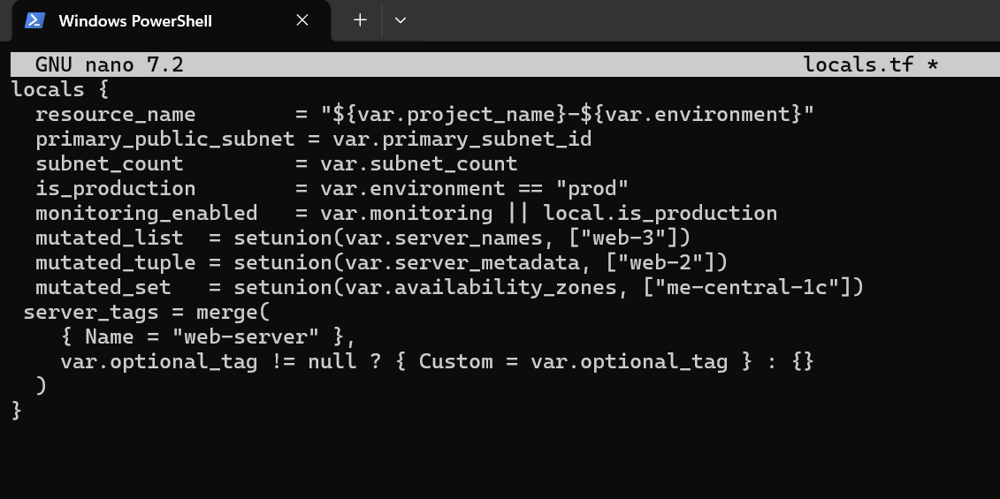 Windows PowerShell
GNU nano 7.2 locals.tf *
locals {
  resource_name        = "${var.project_name}-${var.environment}"
  primary_public_subnet = var.primary_subnet_id
  subnet_count         = var.subnet_count
  is_production        = var.environment == "prod"
  monitoring_enabled   = var.monitoring || local.is_production
  mutated_list  = setunion(var.server_names, ["web-3"])
  mutated_tuple = setunion(var.server_metadata, ["web-2"])
  mutated_set   = setunion(var.availability_zones, ["me-central-1c"])
 server_tags = merge(
    { Name = "web-server" },
    var.optional_tag != null ? { Custom = var.optional_tag } : {}
  )
}